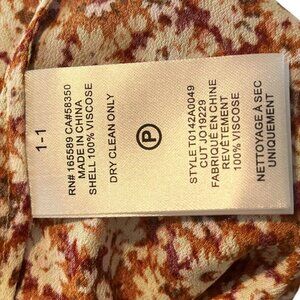 1 - 1
RN# 165589 CA#58350
MADE IN CHINA
SHELL 100% VISCOSE
DRY CLEAN ONLY
P
STYLE T0142A0049
CUT JO19229
FABRIQUÉ EN CHINE
REVÊTEMENT
100% VISCOSE
NETTOYAGE À SEC
UNIQUEMENT